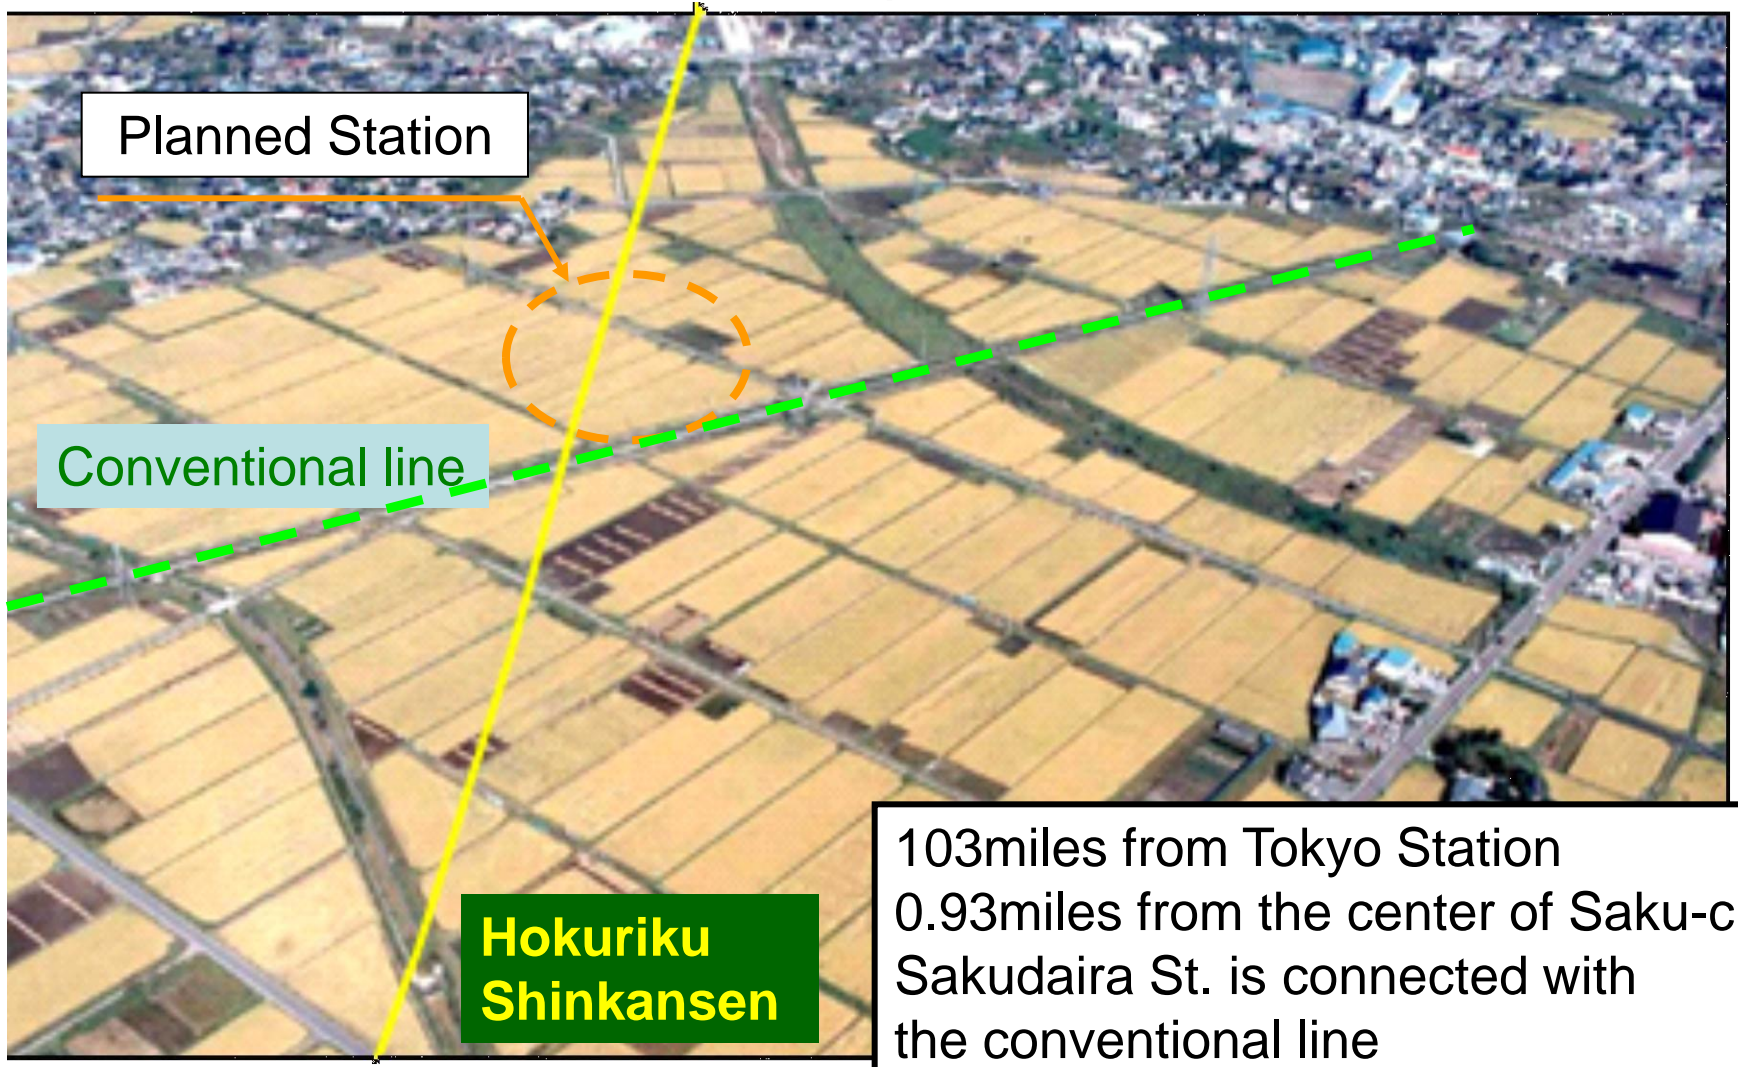 Planned Station
Conventional line
Hokuriku
Shinkansen
103miles from Tokyo Station
0.93miles from the center of Saku-c
Sakudaira St. is connected with
the conventional line